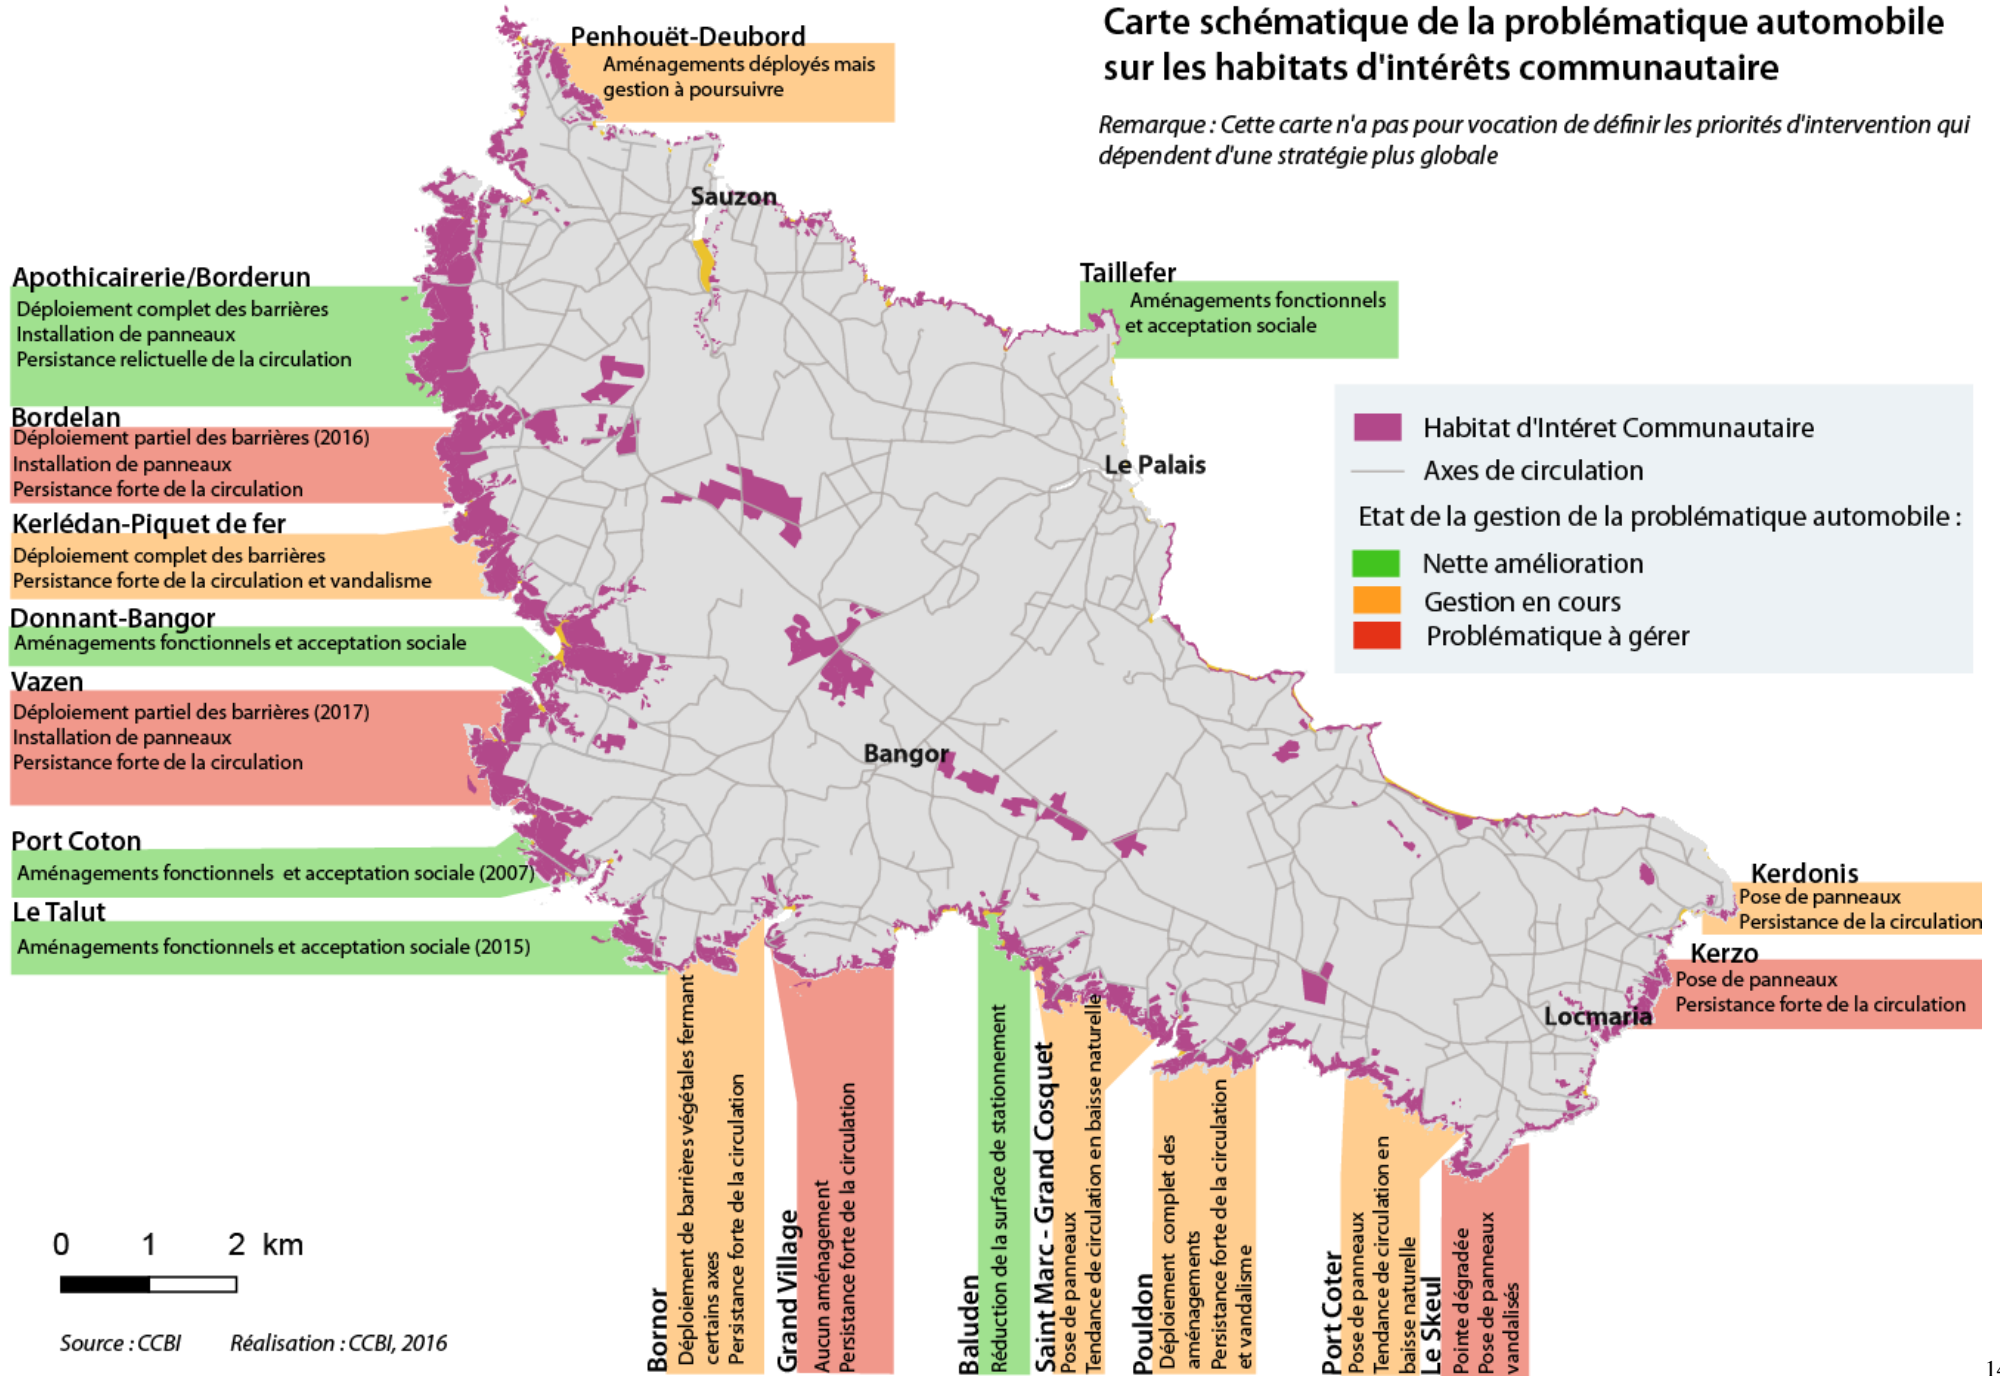 Carte schématique de la problématique automobile
sur les habitats d'intérêts communautaire
Remarque : Cette carte n'a pas pour vocation de définir les priorités d'intervention qui
dépendent d'une stratégie plus globale
Penhouët-Deubord
Aménagements déployés mais
gestion à poursuivre
Sauzon
Taillefer
Aménagements fonctionnels
et acceptation sociale
Apothicairerie/Borderun
Déploiement complet des barrières
Installation de panneaux
Persistance relictuelle de la circulation
Bordelan
Déploiement partiel des barrières (2016)
Installation de panneaux
Persistance forte de la circulation
Kerlédan-Piquet de fer
Déploiement complet des barrières
Persistance forte de la circulation et vandalisme
Donnant-Bangor
Aménagements fonctionnels et acceptation sociale
Vazen
Déploiement partiel des barrières (2017)
Installation de panneaux
Persistance forte de la circulation
Port Coton
Aménagements fonctionnels et acceptation sociale (2007)
Le Talut
Aménagements fonctionnels et acceptation sociale (2015)
Le Palais
Bangor
Locmaria
Habitat d'Intéret Communautaire
Axes de circulation
Etat de la gestion de la problématique automobile :
Nette amélioration
Gestion en cours
Problématique à gérer
Kerdonis
Pose de panneaux
Persistance de la circulation
Kerzo
Pose de panneaux
Persistance forte de la circulation
Bornor
Déploiement de barrières végétales fermant
certains axes
Persistance forte de la circulation
Grand Village
Aucun aménagement
Persistance forte de la circulation
Baluden
Réduction de la surface de stationnement
Saint Marc - Grand Cosquet
Pose de panneaux
Tendance de circulation en baisse naturelle
Pouldon
Déploiement complet des
aménagements
Persistance forte de la circulation
et vandalisme
Port Coter
Pose de panneaux
Tendance de circulation en
baisse naturelle
Le Skeul
Pointe dégradée
Pose de panneaux
vandalisés
0 1 2 km
Source : CCBI Réalisation : CCBI, 2016